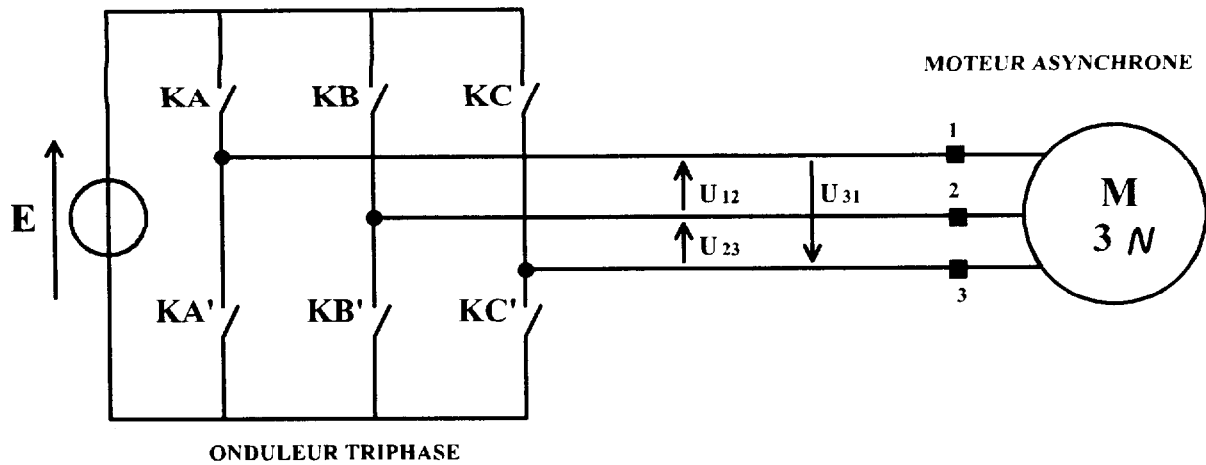 MOTEUR ASYNCHRONE
KA
KB
KC
1
E
U12
2
U31
M
3 N
U23
3
KA'
KB'
KC'
ONDULEUR TRIPHASE